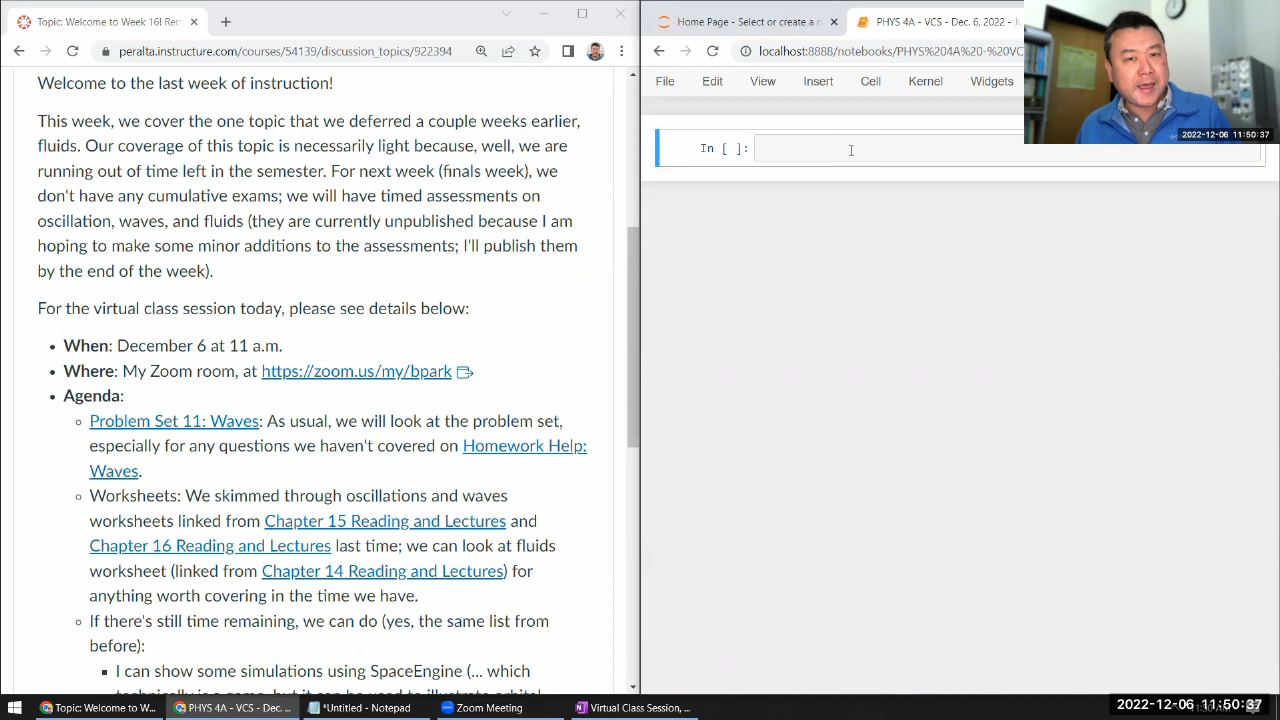 Topic: Welcome to Week 16! Ren
peralta.instructure.com/courses/54139/discussion_topics/922394
Welcome to the last week of instruction!
This week, we cover the one topic that we deferred a couple weeks earlier,
fluids. Our coverage of this topic is necessarily light because, well, we are
running out of time left in the semester. For next week (finals week), we
don't have any cumulative exams; we will have timed assessments on
oscillation, waves, and fluids (they are currently unpublished because I am
hoping to make some minor additions to the assessments; I'll publish them
by the end of the week).
For the virtual class session today, please see details below:
• When: December 6 at 11 a.m.
• Where: My Zoom room, at https://zoom.us/my/bpark
• Agenda:
◦ Problem Set 11: Waves: As usual, we will look at the problem set,
especially for any questions we haven't covered on Homework Help:
Waves.
◦ Worksheets: We skimmed through oscillations and waves
worksheets linked from Chapter 15 Reading and Lectures and
Chapter 16 Reading and Lectures last time; we can look at fluids
worksheet (linked from Chapter 14 Reading and Lectures) for
anything worth covering in the time we have.
◦ If there's still time remaining, we can do (yes, the same list from
before):
▪ I can show some simulations using SpaceEngine (... which
technically is a game, but it can be used to illustrate orbital
Home Page - Select or create a n
PHYS 4A - VCS - Dec. 6, 2022 - Ju
localhost:8888/notebooks/PHYS%204A%20-%20VC
File Edit View Insert Cell Kernel Widgets
In [ ]:
2022-12-06 11:50:37
Topic: Welcome to W...
PHYS 4A - VCS - Dec. ...
*Untitled - Notepad
Zoom Meeting
Virtual Class Session, ...
2022-12-06 11:50:37